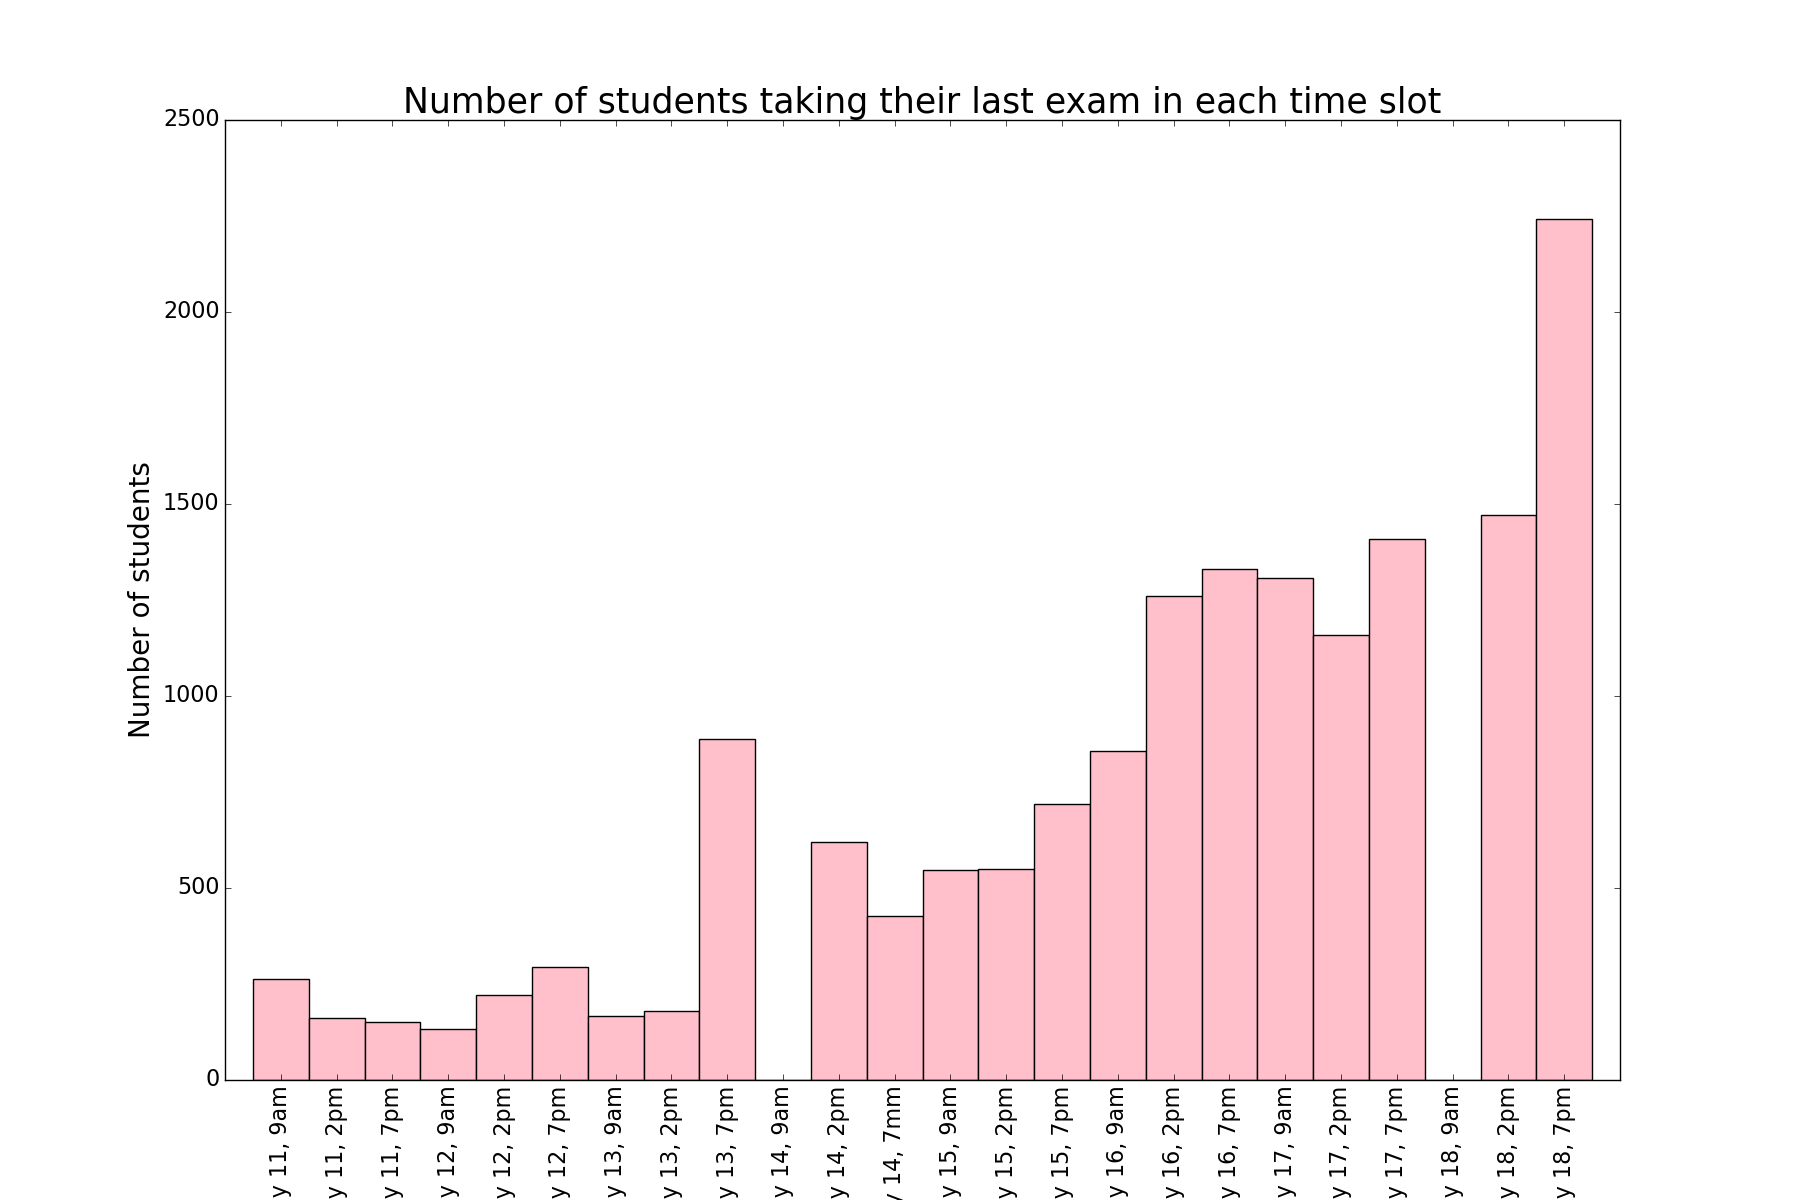 Number of students taking their last exam in each time slot
Number of students
2500
2000
1500
1000
500
0
y 11, 9am
y 11, 2pm
y 11, 7pm
y 12, 9am
y 12, 2pm
y 12, 7pm
y 13, 9am
y 13, 2pm
y 13, 7pm
y 14, 9am
y 14, 2pm
y 14, 7mm
y 15, 9am
y 15, 2pm
y 15, 7pm
y 16, 9am
y 16, 2pm
y 16, 7pm
y 17, 9am
y 17, 2pm
y 17, 7pm
y 18, 9am
y 18, 2pm
y 18, 7pm